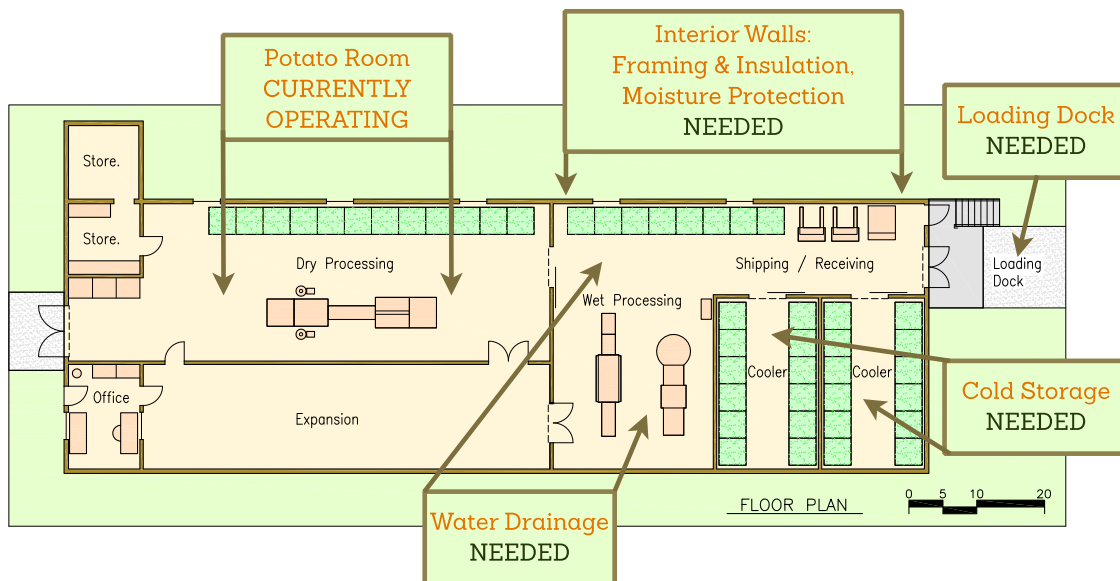 Potato Room
CURRENTLY
OPERATING
Interior Walls:
Framing & Insulation,
Moisture Protection
NEEDED
Loading Dock
NEEDED
Store.
Store.
Dry Processing
Shipping / Receiving
Loading
Dock
Wet Processing
Cooler
Cooler
Office
Expansion
Cold Storage
NEEDED
Water Drainage
NEEDED
FLOOR PLAN
0 5 10 20